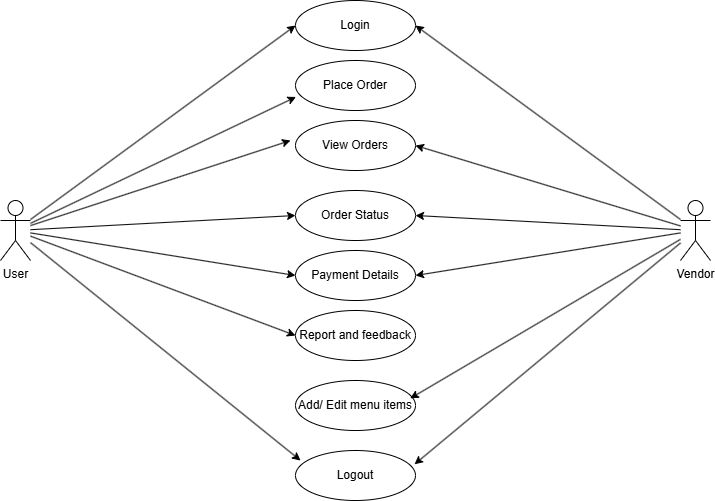 Login
Place Order
View Orders
Order Status
User
Vendor
Payment Details
Report and feedback
Add/ Edit menu items
Logout